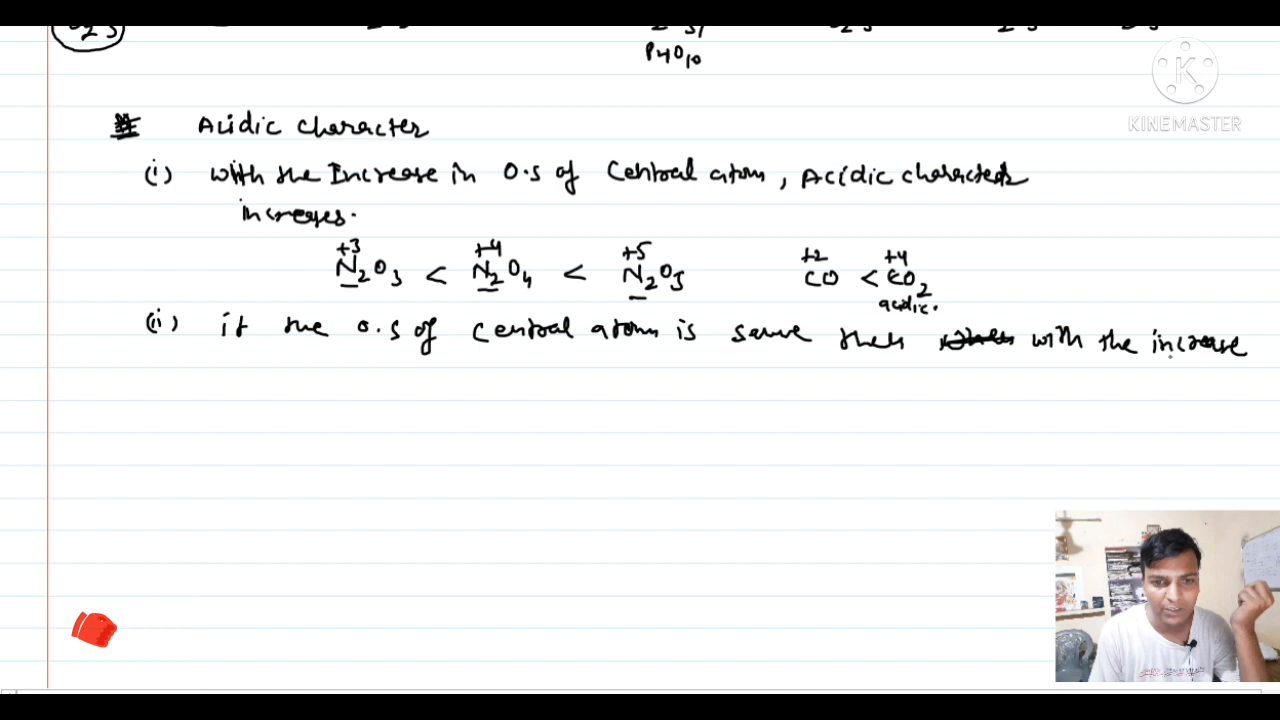 P4O10
KINEMASTER
Acidic character
(i) with the Increase in O.S of Central atom, Acidic character
increases.
+3 +4 +5 +2 +4
N2O3 < N2O4 < N2O5 CO < CO2
acidic.
(ii) if the O.S of central atom is same then with the increase